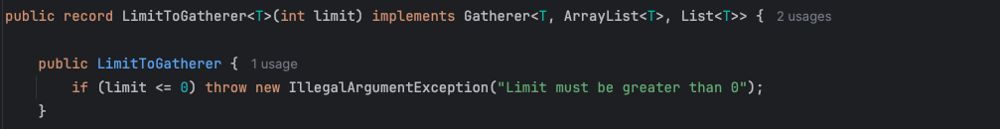 public record LimitToGatherer<T>(int limit) implements Gatherer<T, ArrayList<T>, List<T>> { 2 usages
public LimitToGatherer { 1 usage
if (limit <= 0) throw new IllegalArgumentException("Limit must be greater than 0");
}